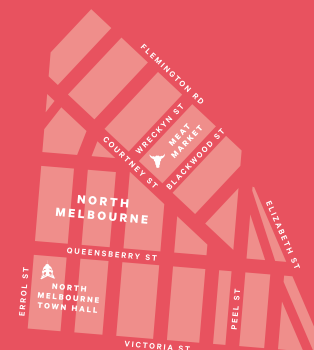 FLEMINGTON RD
WRECKYN ST
MEAT
MARKET
COURTNEY ST
BLACKWOOD ST
NORTH
MELBOURNE
ELIZABETH ST
QUEENSBERRY ST
ERROL ST
NORTH
MELBOURNE
TOWN HALL
PEEL ST
VICTORIA ST